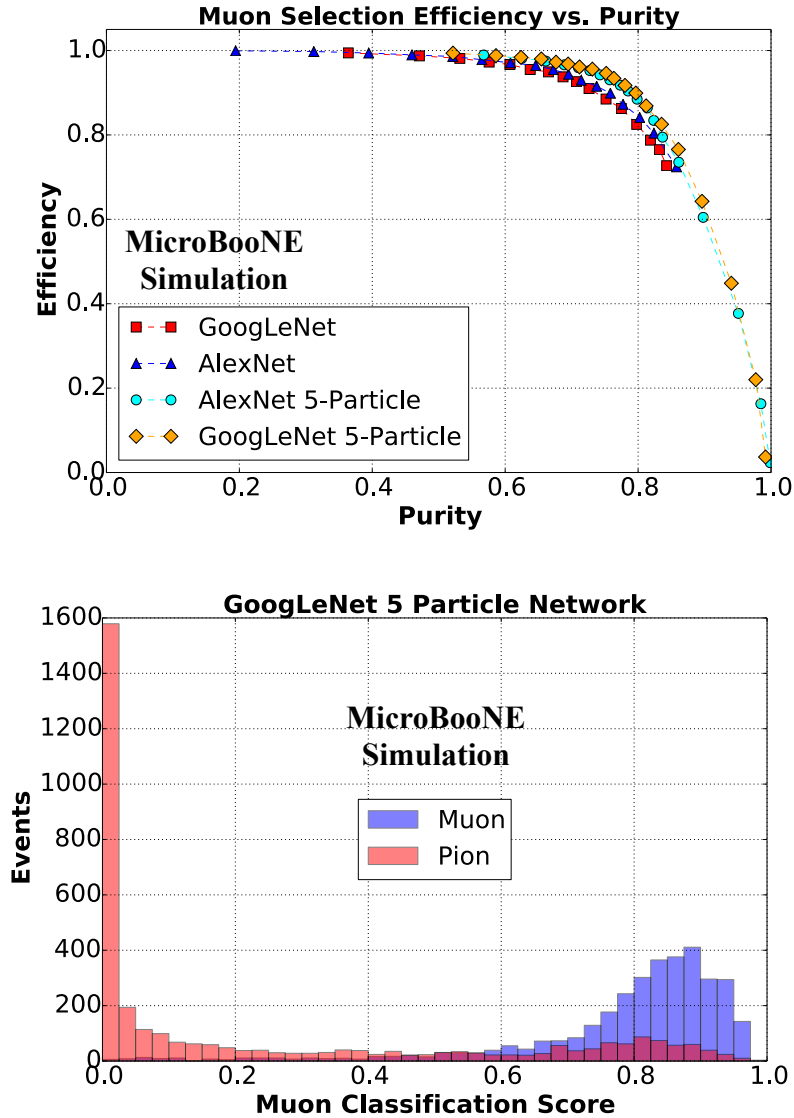 Muon Selection Efficiency vs. Purity
1.0
0.8
0.6
0.4
0.2
0.0
Efficiency
MicroBooNE
Simulation
GoogLeNet
AlexNet
AlexNet 5-Particle
GoogLeNet 5-Particle
0.0 0.2 0.4 0.6 0.8 1.0
Purity
GoogLeNet 5 Particle Network
1600
1400
1200
1000
800
600
400
200
0
Events
MicroBooNE
Simulation
Muon
Pion
0.0 0.2 0.4 0.6 0.8 1.0
Muon Classification Score